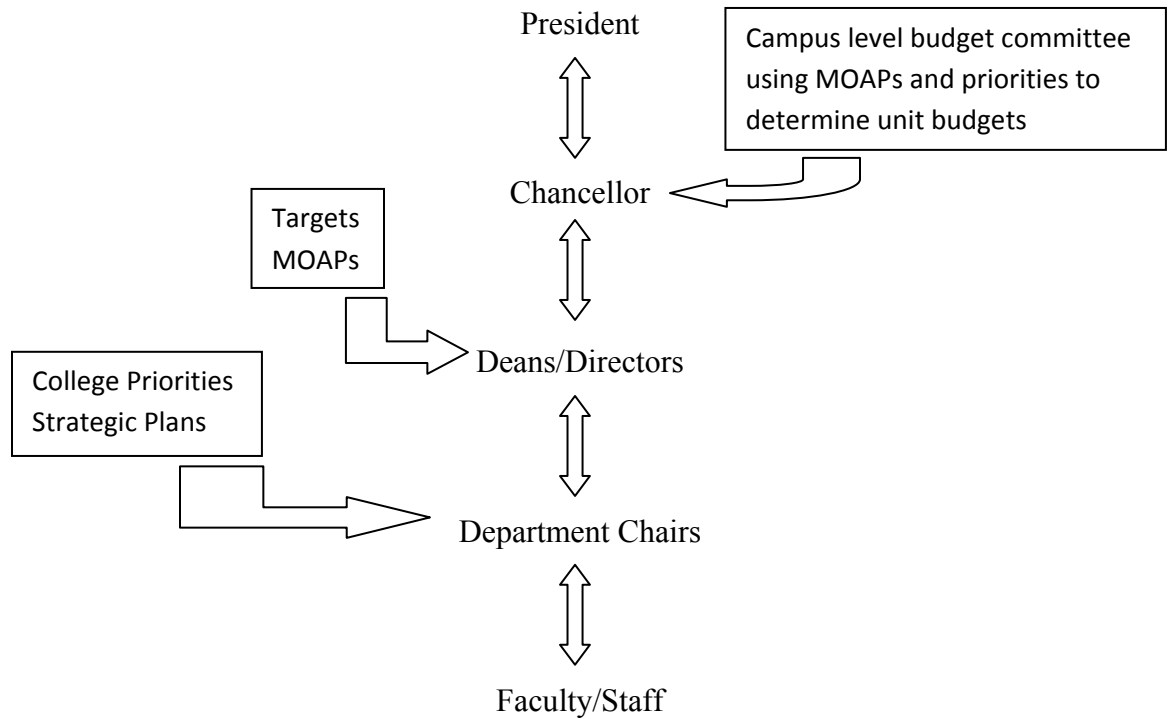 President
Campus level budget committee
using MOAPs and priorities to
determine unit budgets
Chancellor
Targets
MOAPs
Deans/Directors
College Priorities
Strategic Plans
Department Chairs
Faculty/Staff